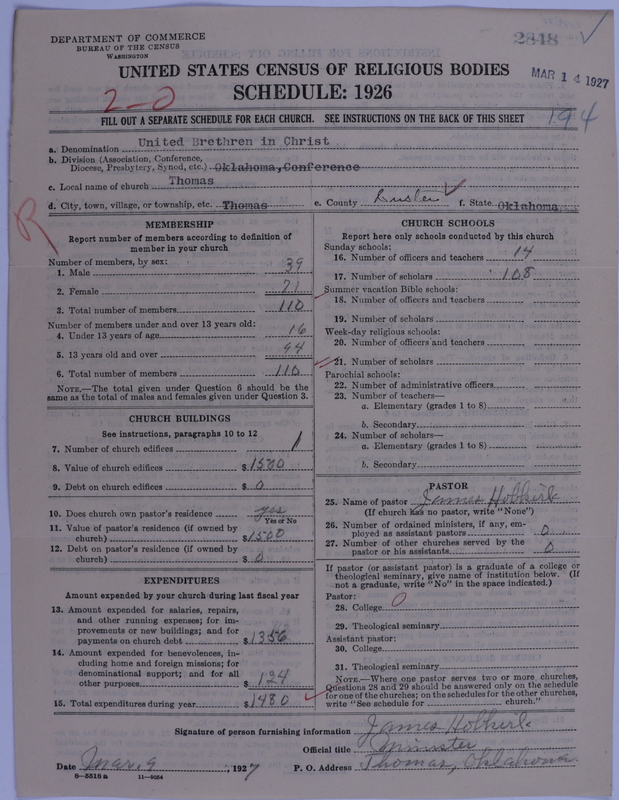 DEPARTMENT OF COMMERCE
BUREAU OF THE CENSUS
WASHINGTON
2848
UNITED STATES CENSUS OF RELIGIOUS BODIES
MAR 14 1927
SCHEDULE: 1926
2-0
FILL OUT A SEPARATE SCHEDULE FOR EACH CHURCH. SEE INSTRUCTIONS ON THE BACK OF THIS SHEET
194
a. Denomination United Brethren in Christ
b. Division (Association, Conference,
Diocese, Presbytery, Synod, etc.) Oklahoma, Conference
c. Local name of church Thomas
d. City, town, village, or township, etc. Thomas e. County Custer f. State Oklahoma
R
MEMBERSHIP
Report number of members according to definition of
member in your church
Number of members, by sex:
1. Male 39
2. Female 71
3. Total number of members 110
Number of members under and over 13 years old:
4. Under 13 years of age 16
5. 13 years old and over 94
6. Total number of members 110
NOTE.—The total given under Question 6 should be the
same as the total of males and females given under Question 3.
CHURCH BUILDINGS
See instructions, paragraphs 10 to 12
7. Number of church edifices 1
8. Value of church edifices $ 1500
9. Debt on church edifices $ 0
10. Does church own pastor's residence yes
Yes or No
11. Value of pastor's residence (if owned by
church) $ 1500
12. Debt on pastor's residence (if owned by
church) $ 0
EXPENDITURES
Amount expended by your church during last fiscal year
13. Amount expended for salaries, repairs,
and other running expenses; for im-
provements or new buildings; and for
payments on church debt $ 1356
14. Amount expended for benevolences, in-
cluding home and foreign missions; for
denominational support; and for all
other purposes $ 124
15. Total expenditures during year $ 1480
CHURCH SCHOOLS
Report here only schools conducted by this church
Sunday schools:
16. Number of officers and teachers 14
17. Number of scholars 108
Summer vacation Bible schools:
18. Number of officers and teachers
19. Number of scholars
Week-day religious schools:
20. Number of officers and teachers
21. Number of scholars
Parochial schools:
22. Number of administrative officers
23. Number of teachers—
a. Elementary (grades 1 to 8)
b. Secondary
24. Number of scholars—
a. Elementary (grades 1 to 8)
b. Secondary
PASTOR
25. Name of pastor James
(If church has no pastor, write "None")
26. Number of ordained ministers, if any, em-
ployed as assistant pastors 0
27. Number of other churches served by the
pastor or his assistants 0
If pastor (or assistant pastor) is a graduate of a college or
theological seminary, give name of institution below. (If
not a graduate, write "No" in the space indicated.)
Pastor:
28. College 0
29. Theological seminary
Assistant pastor:
30. College
31. Theological seminary
NOTE.—Where one pastor serves two or more churches,
Questions 28 and 29 should be answered only on the schedule
for one of the churches; on the schedules for the other churches,
write "See schedule for church."
Signature of person furnishing information James
Official title Minister
Date Mar. 9, 1927 P. O. Address Thomas, Oklahoma
8—5518 a 11—9054